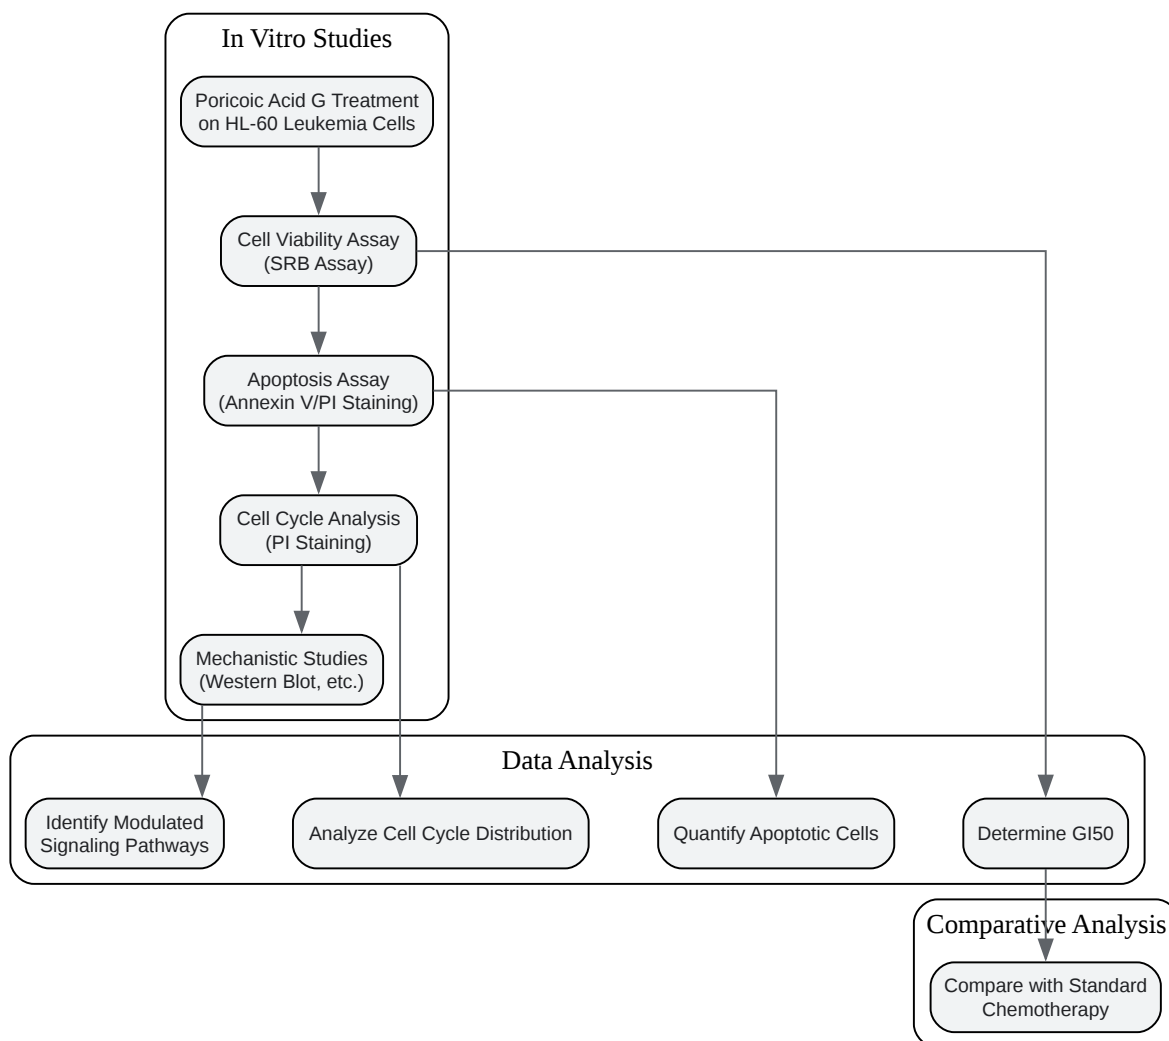 In Vitro Studies
Poricoic Acid G Treatment
on HL-60 Leukemia Cells
Cell Viability Assay
(SRB Assay)
Apoptosis Assay
(Annexin V/PI Staining)
Cell Cycle Analysis
(PI Staining)
Mechanistic Studies
(Western Blot, etc.)
Data Analysis
Identify Modulated
Signaling Pathways
Analyze Cell Cycle Distribution
Quantify Apoptotic Cells
Determine GI50
Comparative Analysis
Compare with Standard
Chemotherapy